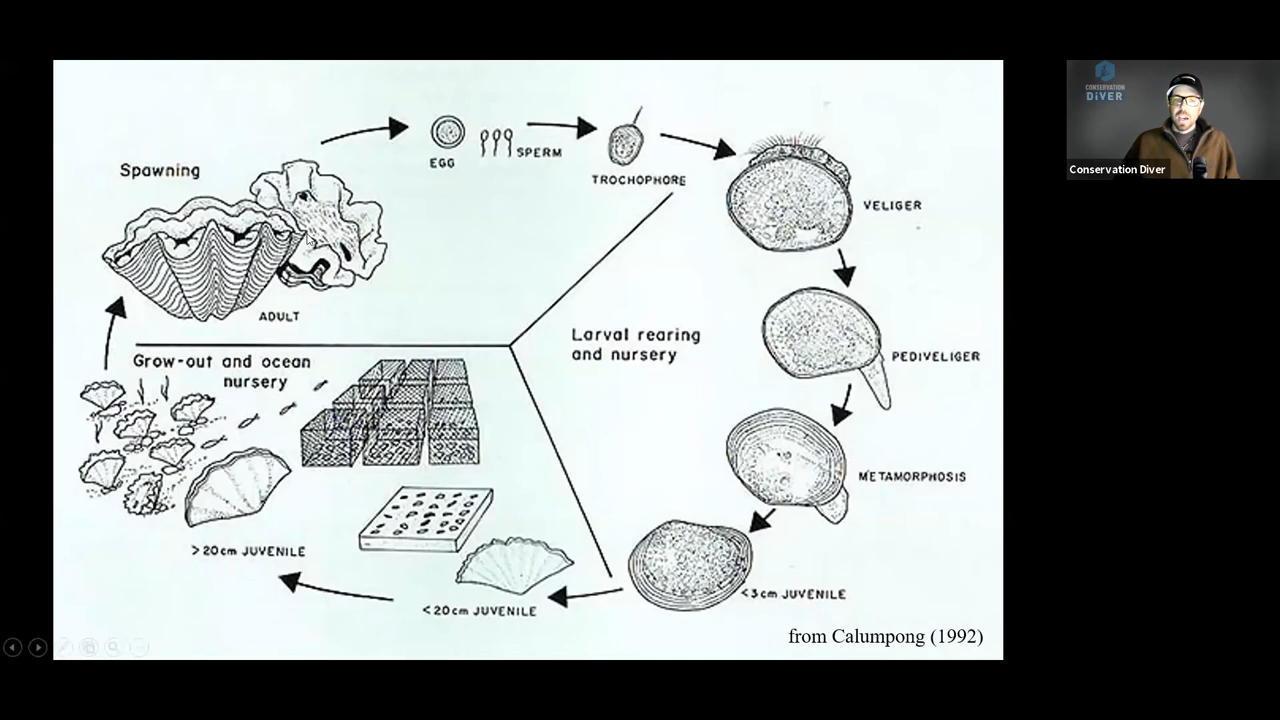 Spawning
EGG
SPERM
TROCHOPHORE
VELIGER
PEDIVELIGER
METAMORPHOSIS
<3cm JUVENILE
<20cm JUVENILE
>20cm JUVENILE
ADULT
Larval rearing
and nursery
Grow-out and ocean
nursery
from Calumpong (1992)
CONSERVATION
DiVER
Conservation Diver